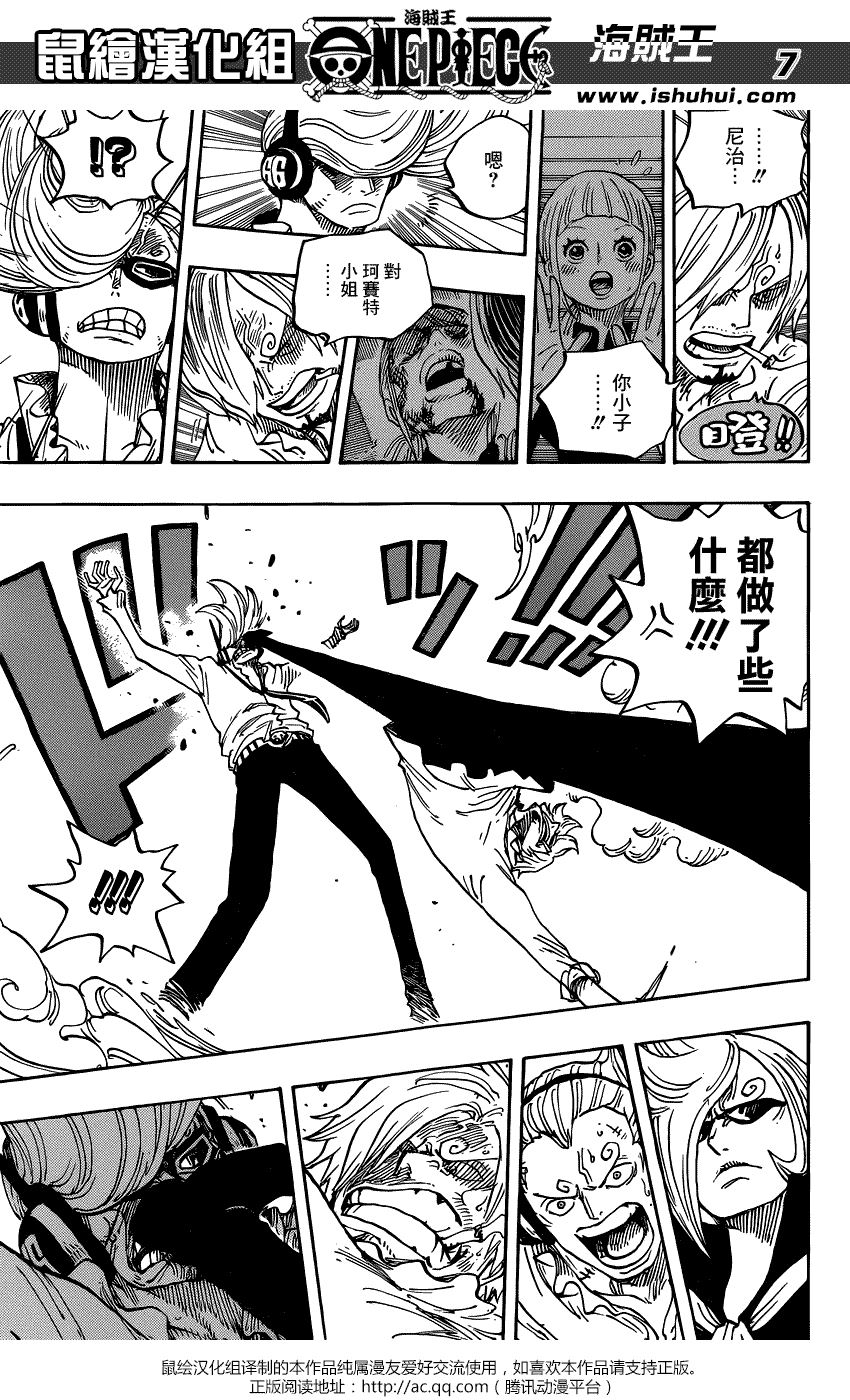 鼠繪漢化組
海賊王
ONE PIECE
海賊王
7
www.ishuhui.com
……!!
尼治…
你小子
……!!
嗯?
對
珂賽特
小姐
……
!?
目登!!
都做了些
什麼!!!
!!!!
鼠绘汉化组译制的本作品纯属漫友爱好交流使用，如喜欢本作品请支持正版。
正版阅读地址：http://ac.qq.com（腾讯动漫平台）